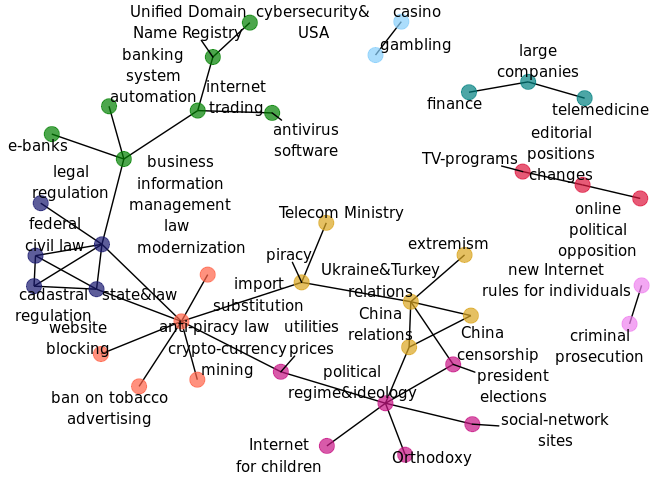 Unified Domain
Name Registry
cybersecurity&
USA
casino
gambling
banking
system
automation
internet
trading
large
companies
finance
telemedicine
e-banks
antivirus
software
editorial
positions
changes
TV-programs
legal
regulation
business
information
management
law
modernization
online
political
opposition
federal
civil law
Telecom Ministry
extremism
piracy
Ukraine&Turkey
relations
new Internet
rules for individuals
cadastral
regulation
state&law
import
substitution
China
relations
website
blocking
anti-piracy law
utilities
prices
China
censorship
criminal
prosecution
crypto-currency
mining
political
regime&ideology
president
elections
ban on tobacco
advertising
social-network
sites
Internet
for children
Orthodoxy